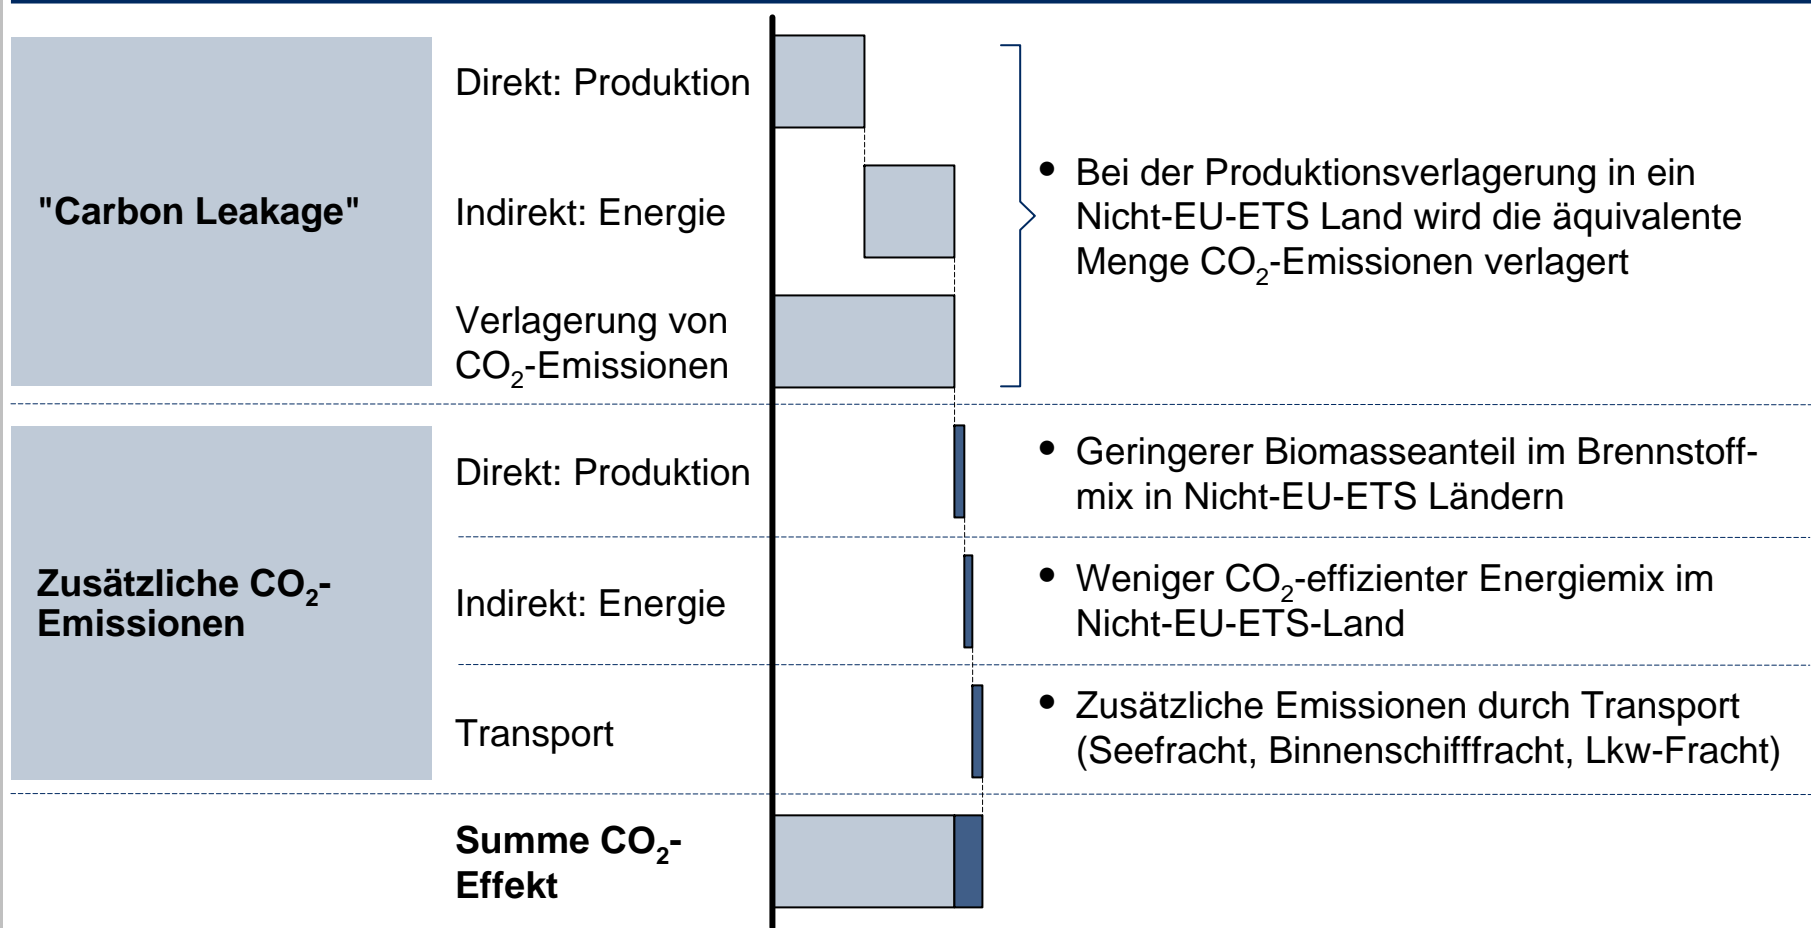 "Carbon Leakage"
Direkt: Produktion
Indirekt: Energie
Verlagerung von
CO₂-Emissionen
• Bei der Produktionsverlagerung in ein
Nicht-EU-ETS Land wird die äquivalente
Menge CO₂-Emissionen verlagert
Zusätzliche CO₂-
Emissionen
Direkt: Produktion
• Geringerer Biomasseanteil im Brennstoff-
mix in Nicht-EU-ETS Ländern
Indirekt: Energie
• Weniger CO₂-effizienter Energiemix im
Nicht-EU-ETS-Land
Transport
• Zusätzliche Emissionen durch Transport
(Seefracht, Binnenschifffracht, Lkw-Fracht)
Summe CO₂-
Effekt